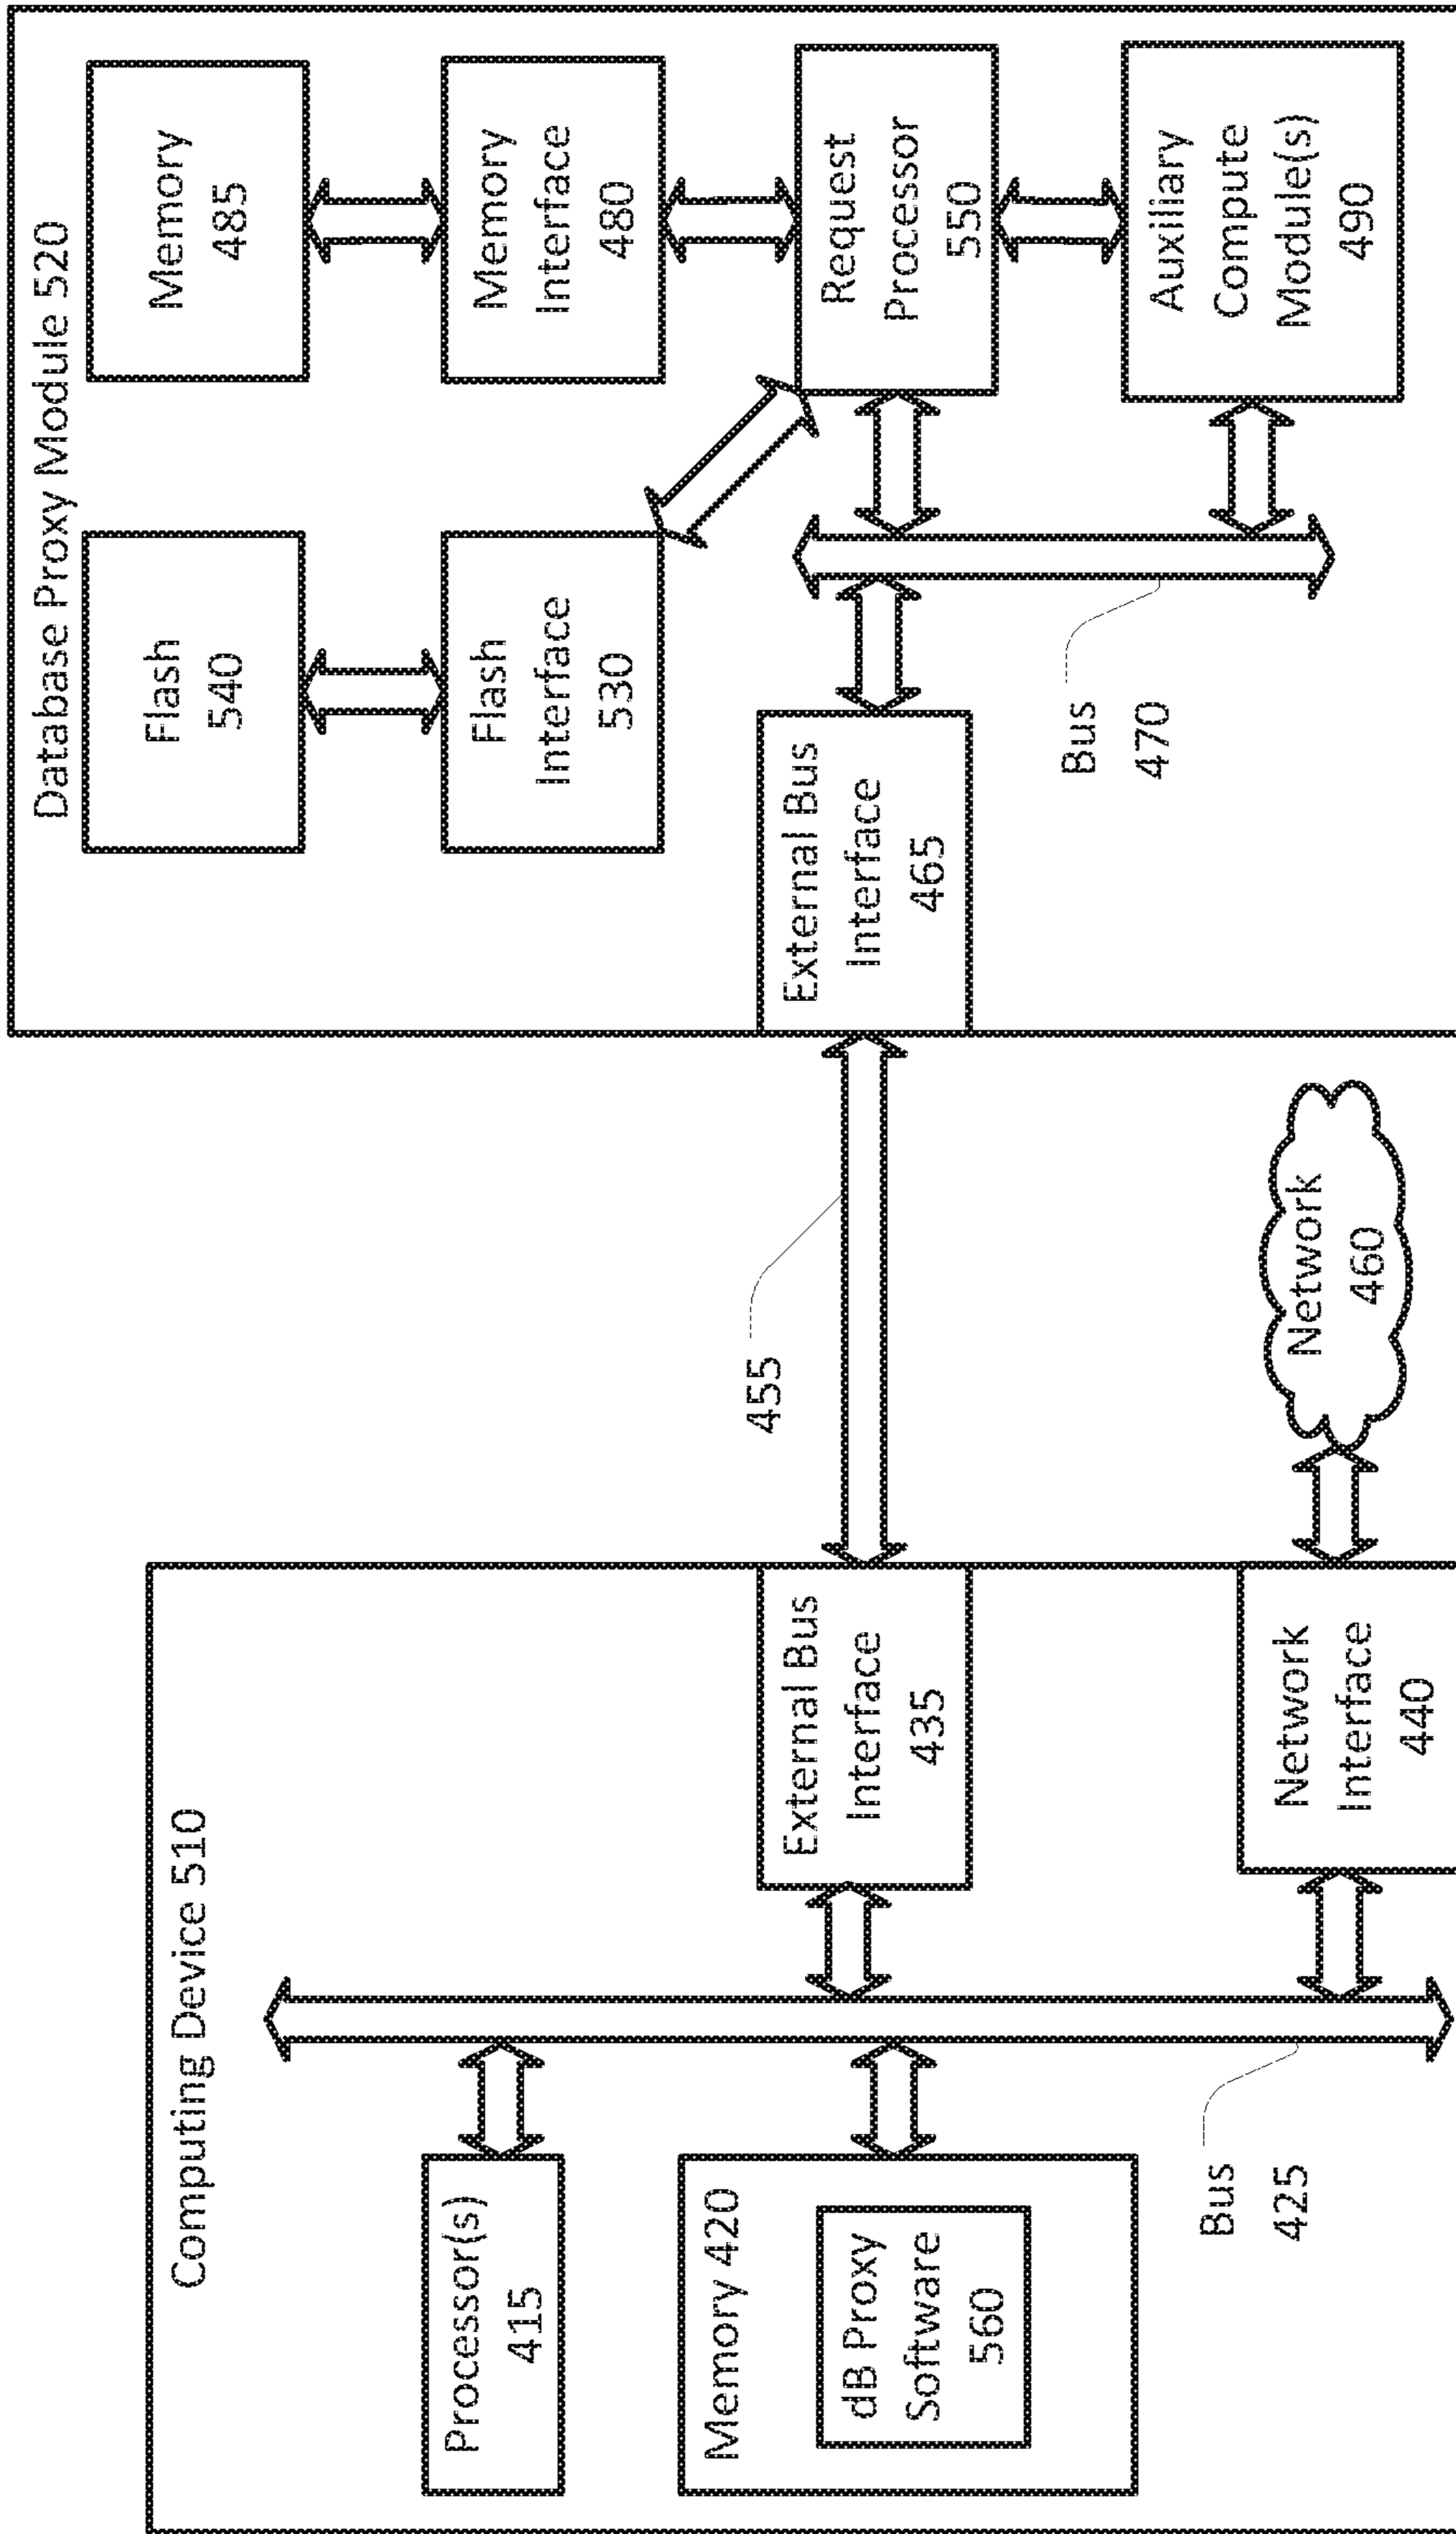 Computing Device 510
Processor(s)
415
Memory 420
dB Proxy
Software
560
Bus
425
External Bus
Interface
435
Network
Interface
440
455
Network
460
Database Proxy Module 520
Flash
540
Memory
485
Flash
Interface
530
Memory
Interface
480
External Bus
Interface
465
Request
Processor
550
Bus
470
Auxiliary
Compute
Module(s)
490